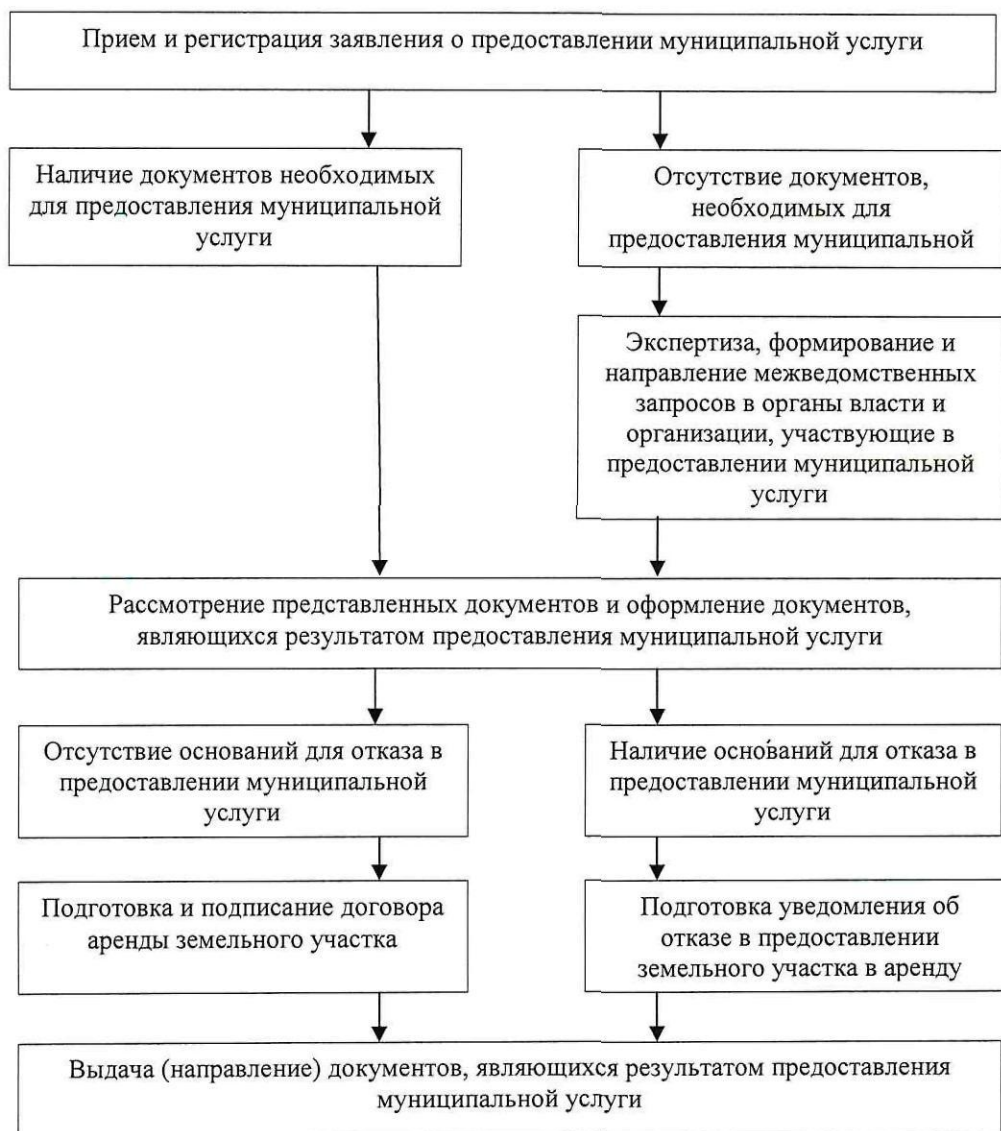 Прием и регистрация заявления о предоставлении муниципальной услуги
Наличие документов необходимых
для предоставления муниципальной
услуги
Отсутствие документов,
необходимых для
предоставления муниципальной
Экспертиза, формирование и
направление межведомственных
запросов в органы власти и
организации, участвующие в
предоставлении муниципальной
услуги
Рассмотрение представленных документов и оформление документов,
являющихся результатом предоставления муниципальной услуги
Отсутствие оснований для отказа в
предоставлении муниципальной
услуги
Наличие оснований для отказа в
предоставлении муниципальной
услуги
Подготовка и подписание договора
аренды земельного участка
Подготовка уведомления об
отказе в предоставлении
земельного участка в аренду
Выдача (направление) документов, являющихся результатом предоставления
муниципальной услуги